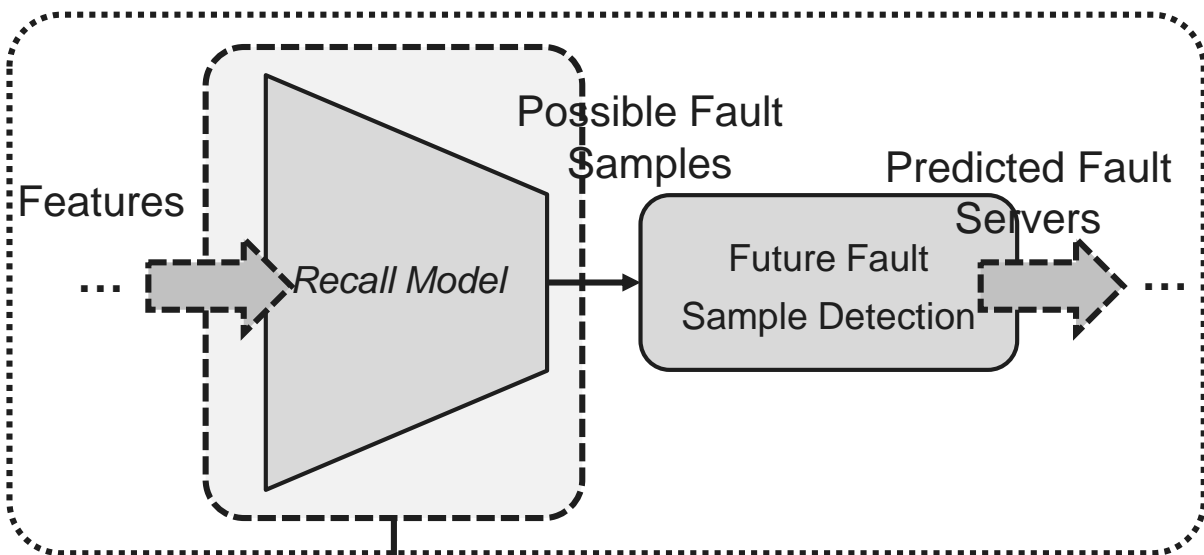 Features
...
Recall Model
Possible Fault
Samples
Future Fault
Sample Detection
Predicted Fault
Servers
...